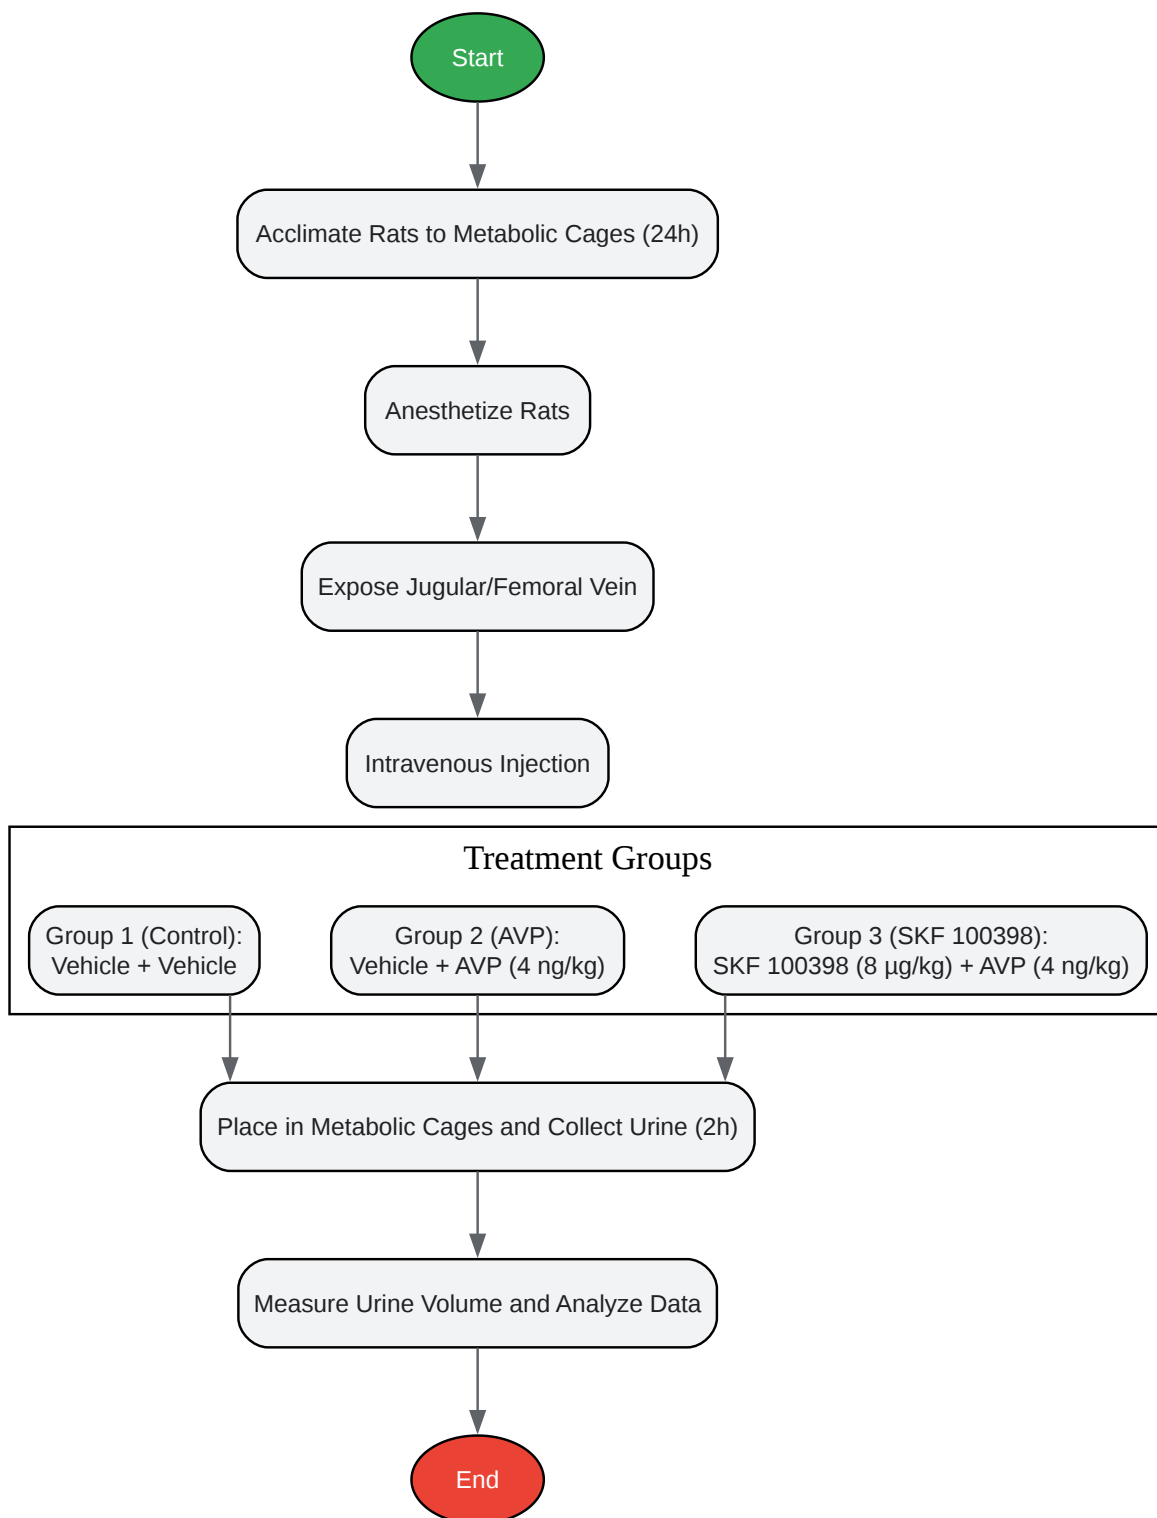 Start
Acclimate Rats to Metabolic Cages (24h)
Anesthetize Rats
Expose Jugular/Femoral Vein
Intravenous Injection
Treatment Groups
Group 1 (Control):
Vehicle + Vehicle
Group 2 (AVP):
Vehicle + AVP (4 ng/kg)
Group 3 (SKF 100398):
SKF 100398 (8 µg/kg) + AVP (4 ng/kg)
Place in Metabolic Cages and Collect Urine (2h)
Measure Urine Volume and Analyze Data
End